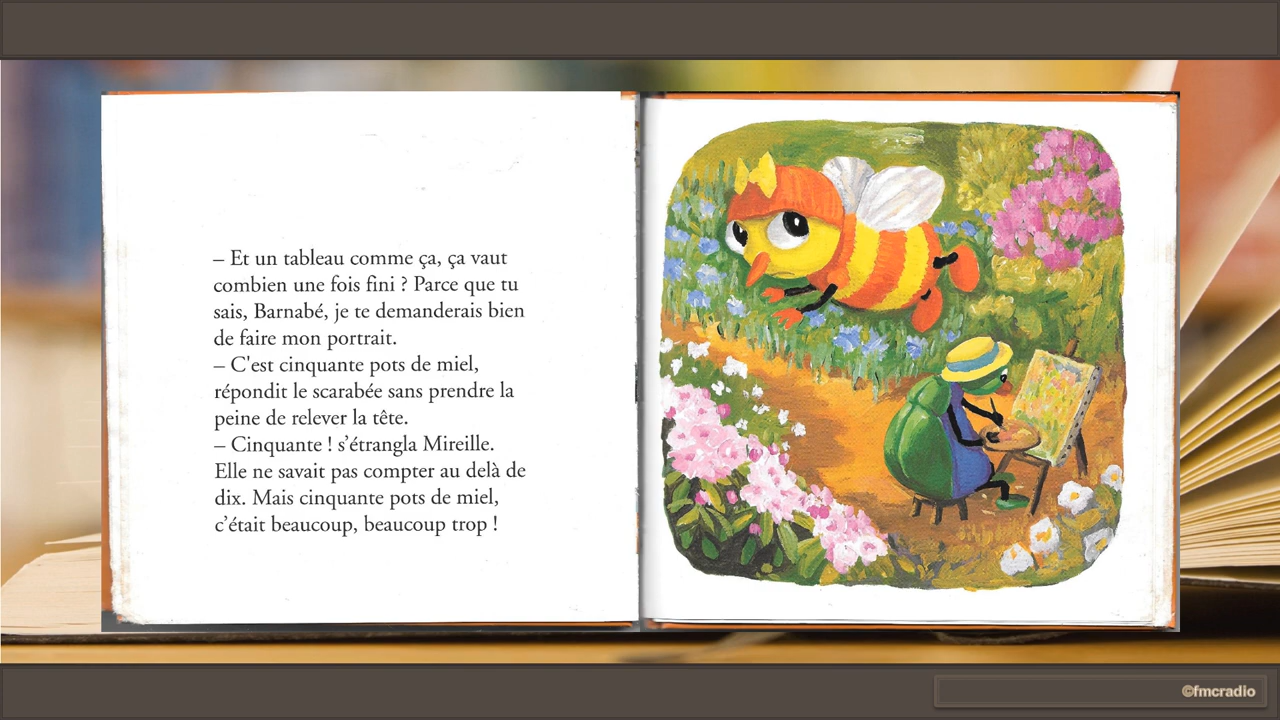 – Et un tableau comme ça, ça vaut
combien une fois fini ? Parce que tu
sais, Barnabé, je te demanderais bien
de faire mon portrait.
– C'est cinquante pots de miel,
répondit le scarabée sans prendre la
peine de relever la tête.
– Cinquante ! s’étrangla Mireille.
Elle ne savait pas compter au delà de
dix. Mais cinquante pots de miel,
c’était beaucoup, beaucoup trop !
©fmcradio